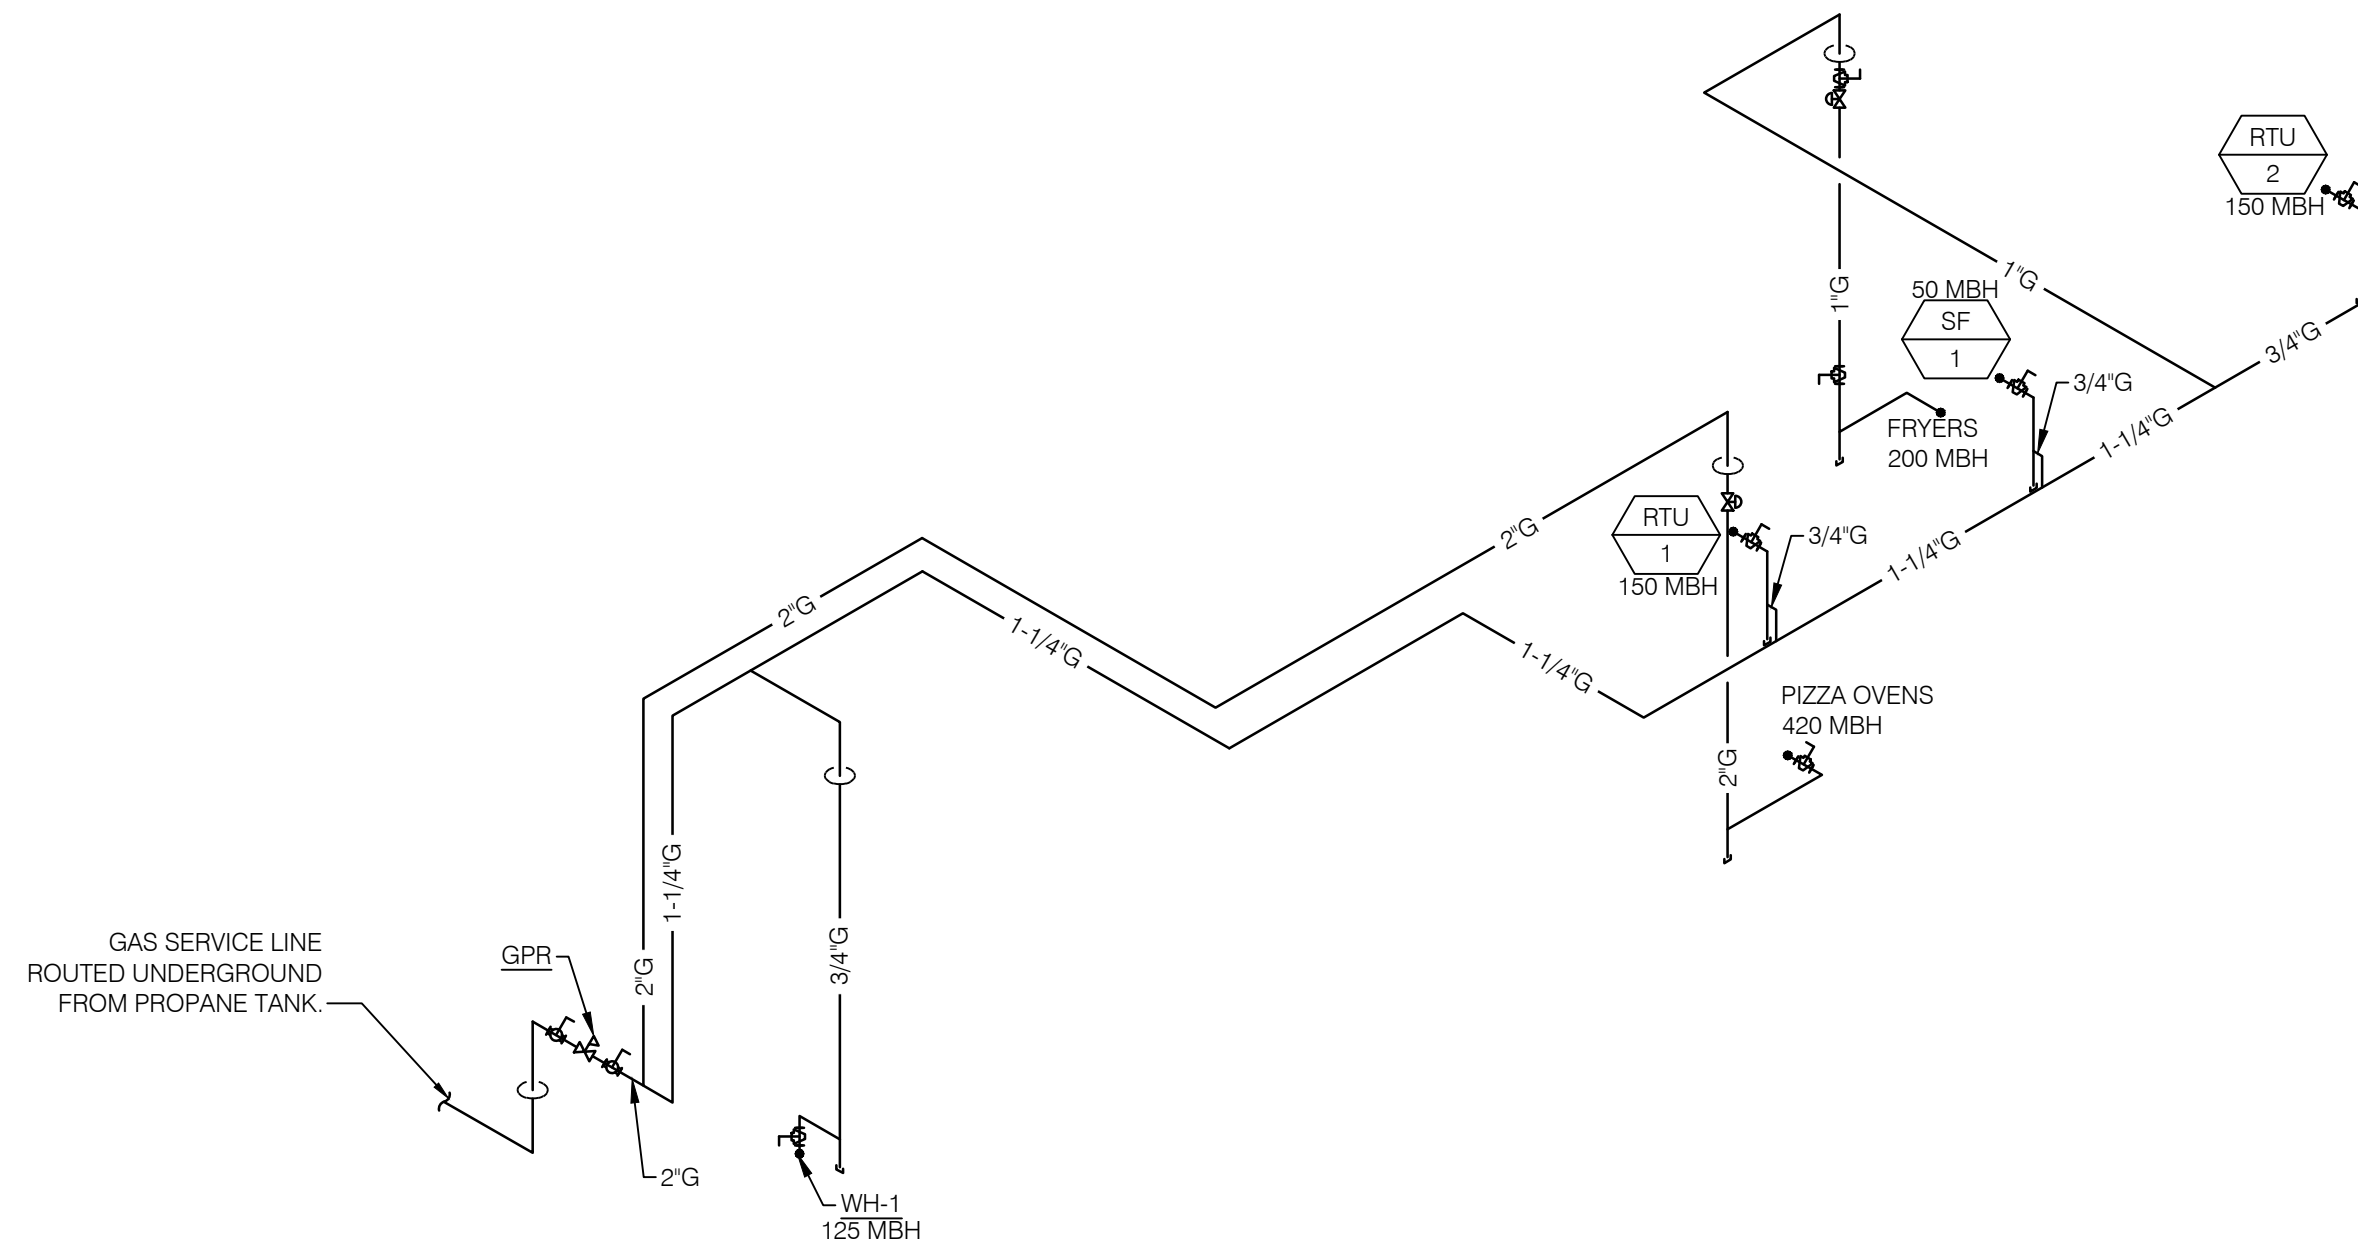 RTU
2
150 MBH
1"G
1"G
50 MBH
SF
1
3/4"G
3/4"G
1-1/4"G
FRYERS
200 MBH
RTU
1
150 MBH
3/4"G
2"G
1-1/4"G
2"G
1-1/4"G
1-1/4"G
PIZZA OVENS
420 MBH
2"G
1-1/4"G
GAS SERVICE LINE
ROUTED UNDERGROUND
FROM PROPANE TANK.
GPR
2"G
3/4"G
2"G
WH-1
125 MBH